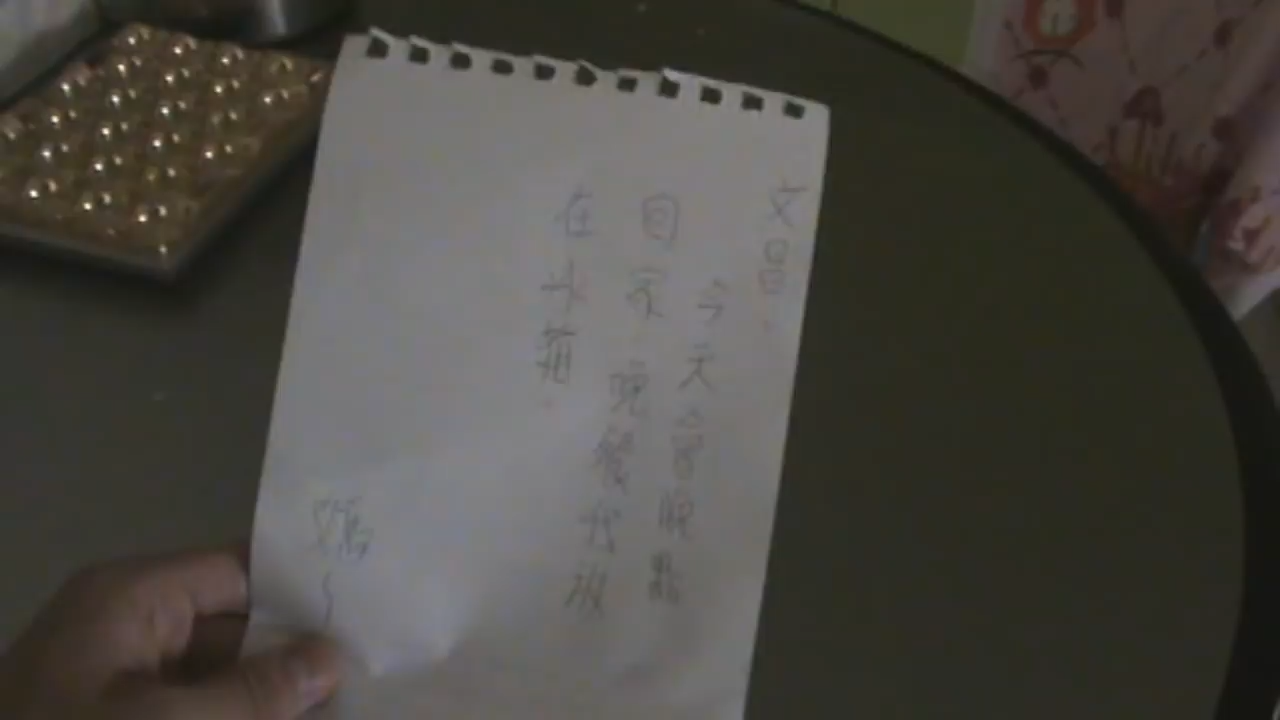 文昌
今天會晚點
回家 晚餐我放
在冰箱
媽~